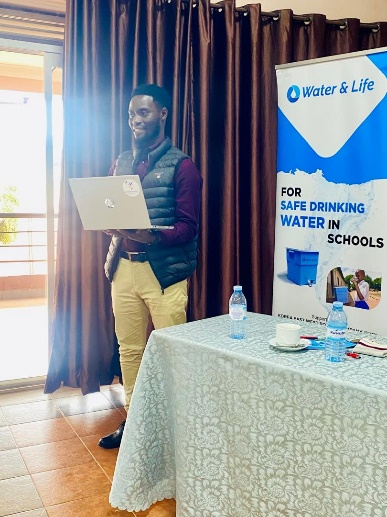 Water & Life
FOR
SAFE DRINKING
WATER IN
SCHOOLS